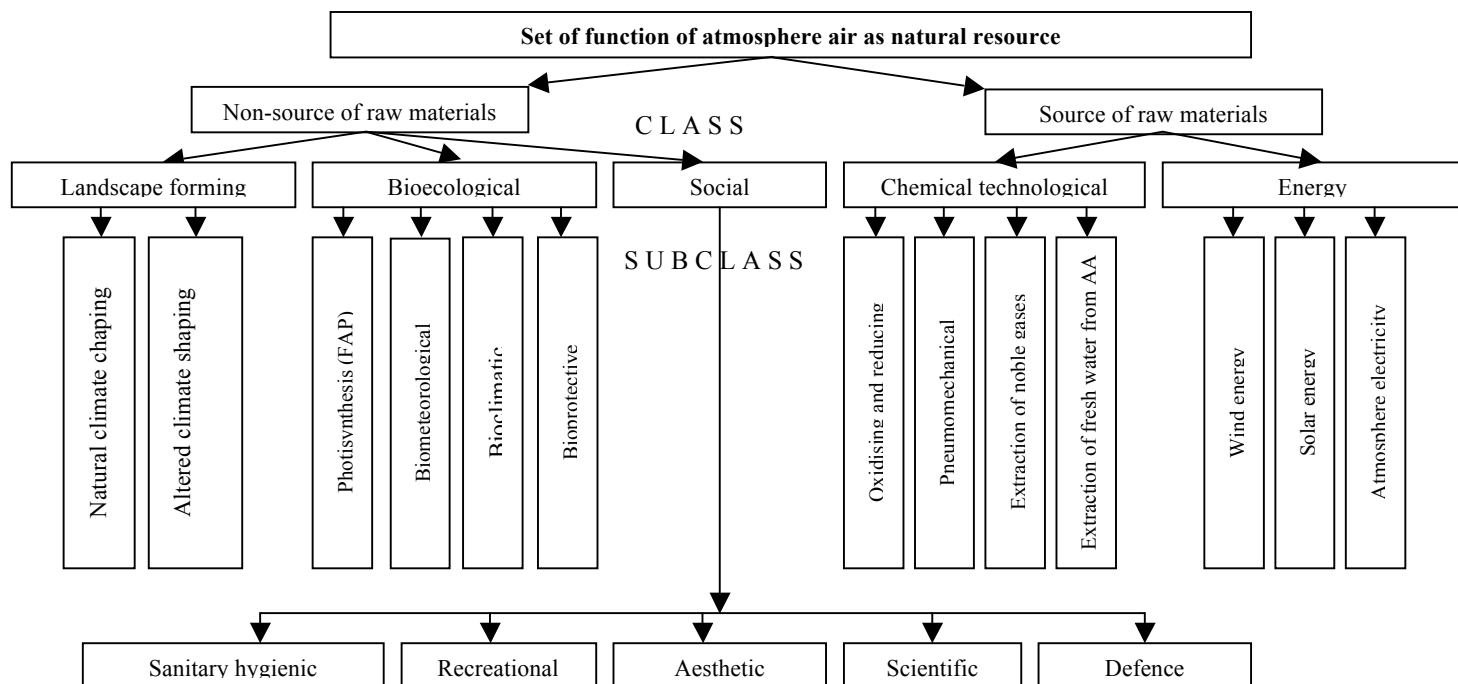 Set of function of atmosphere air as natural resource
Non-source of raw materials
Source of raw materials
C L A S S
Landscape forming
Bioecological
Social
Chemical technological
Energy
S U B C L A S S
Natural climate chaping
Altered climate shaping
Photisynthesis (FAP)
Biometeorological
Bioclimatic
Bioprotective
Oxidising and reducing
Pneumomechanical
Extraction of noble gases
Extraction of fresh water from AA
Wind energy
Solar energy
Atmosphere electricity
Sanitary hygienic
Recreational
Aesthetic
Scientific
Defence